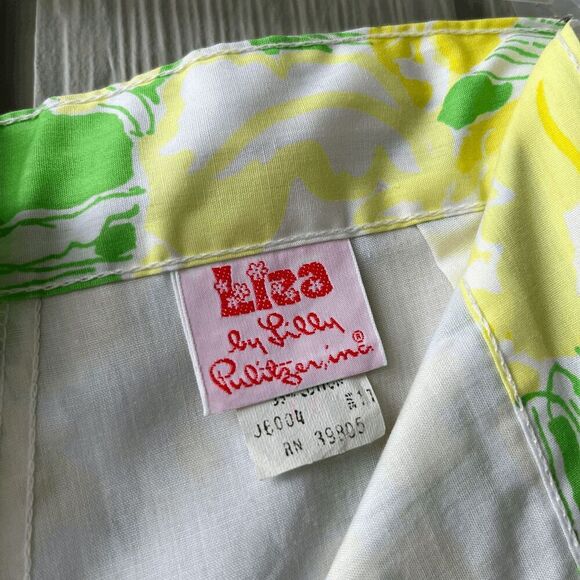 Liza
by Lilly
Pulitzer, inc.®
J6004
RN 39805